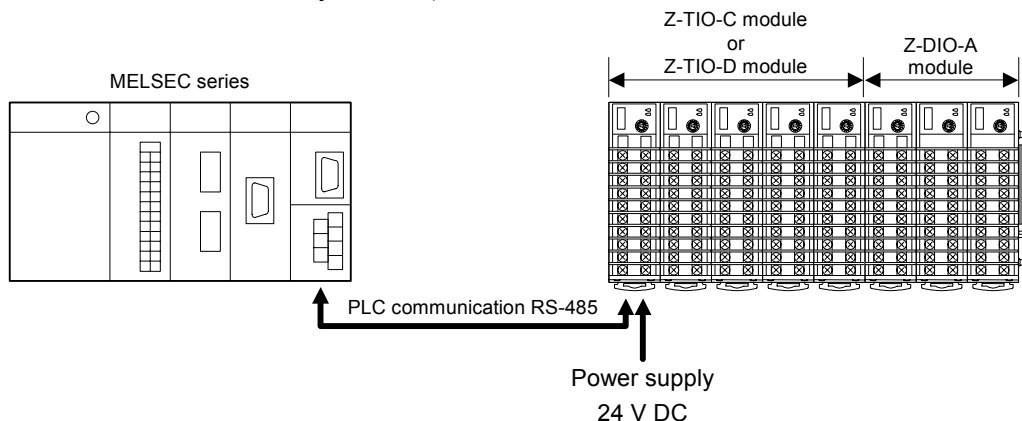 Z-TIO-C module
or
Z-TIO-D module
Z-DIO-A
module
MELSEC series
PLC communication RS-485
Power supply
24 V DC